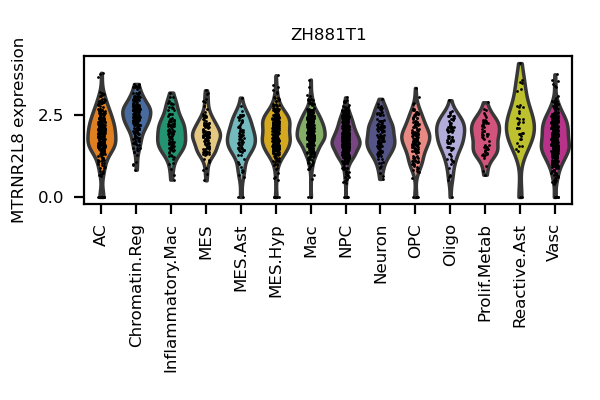 ZH881T1
MTRNR2L8 expression
2.5
0.0
AC
Chromatin.Reg
Inflammatory.Mac
MES
MES.Ast
MES.Hyp
Mac
NPC
Neuron
OPC
Oligo
Prolif.Metab
Reactive.Ast
Vasc